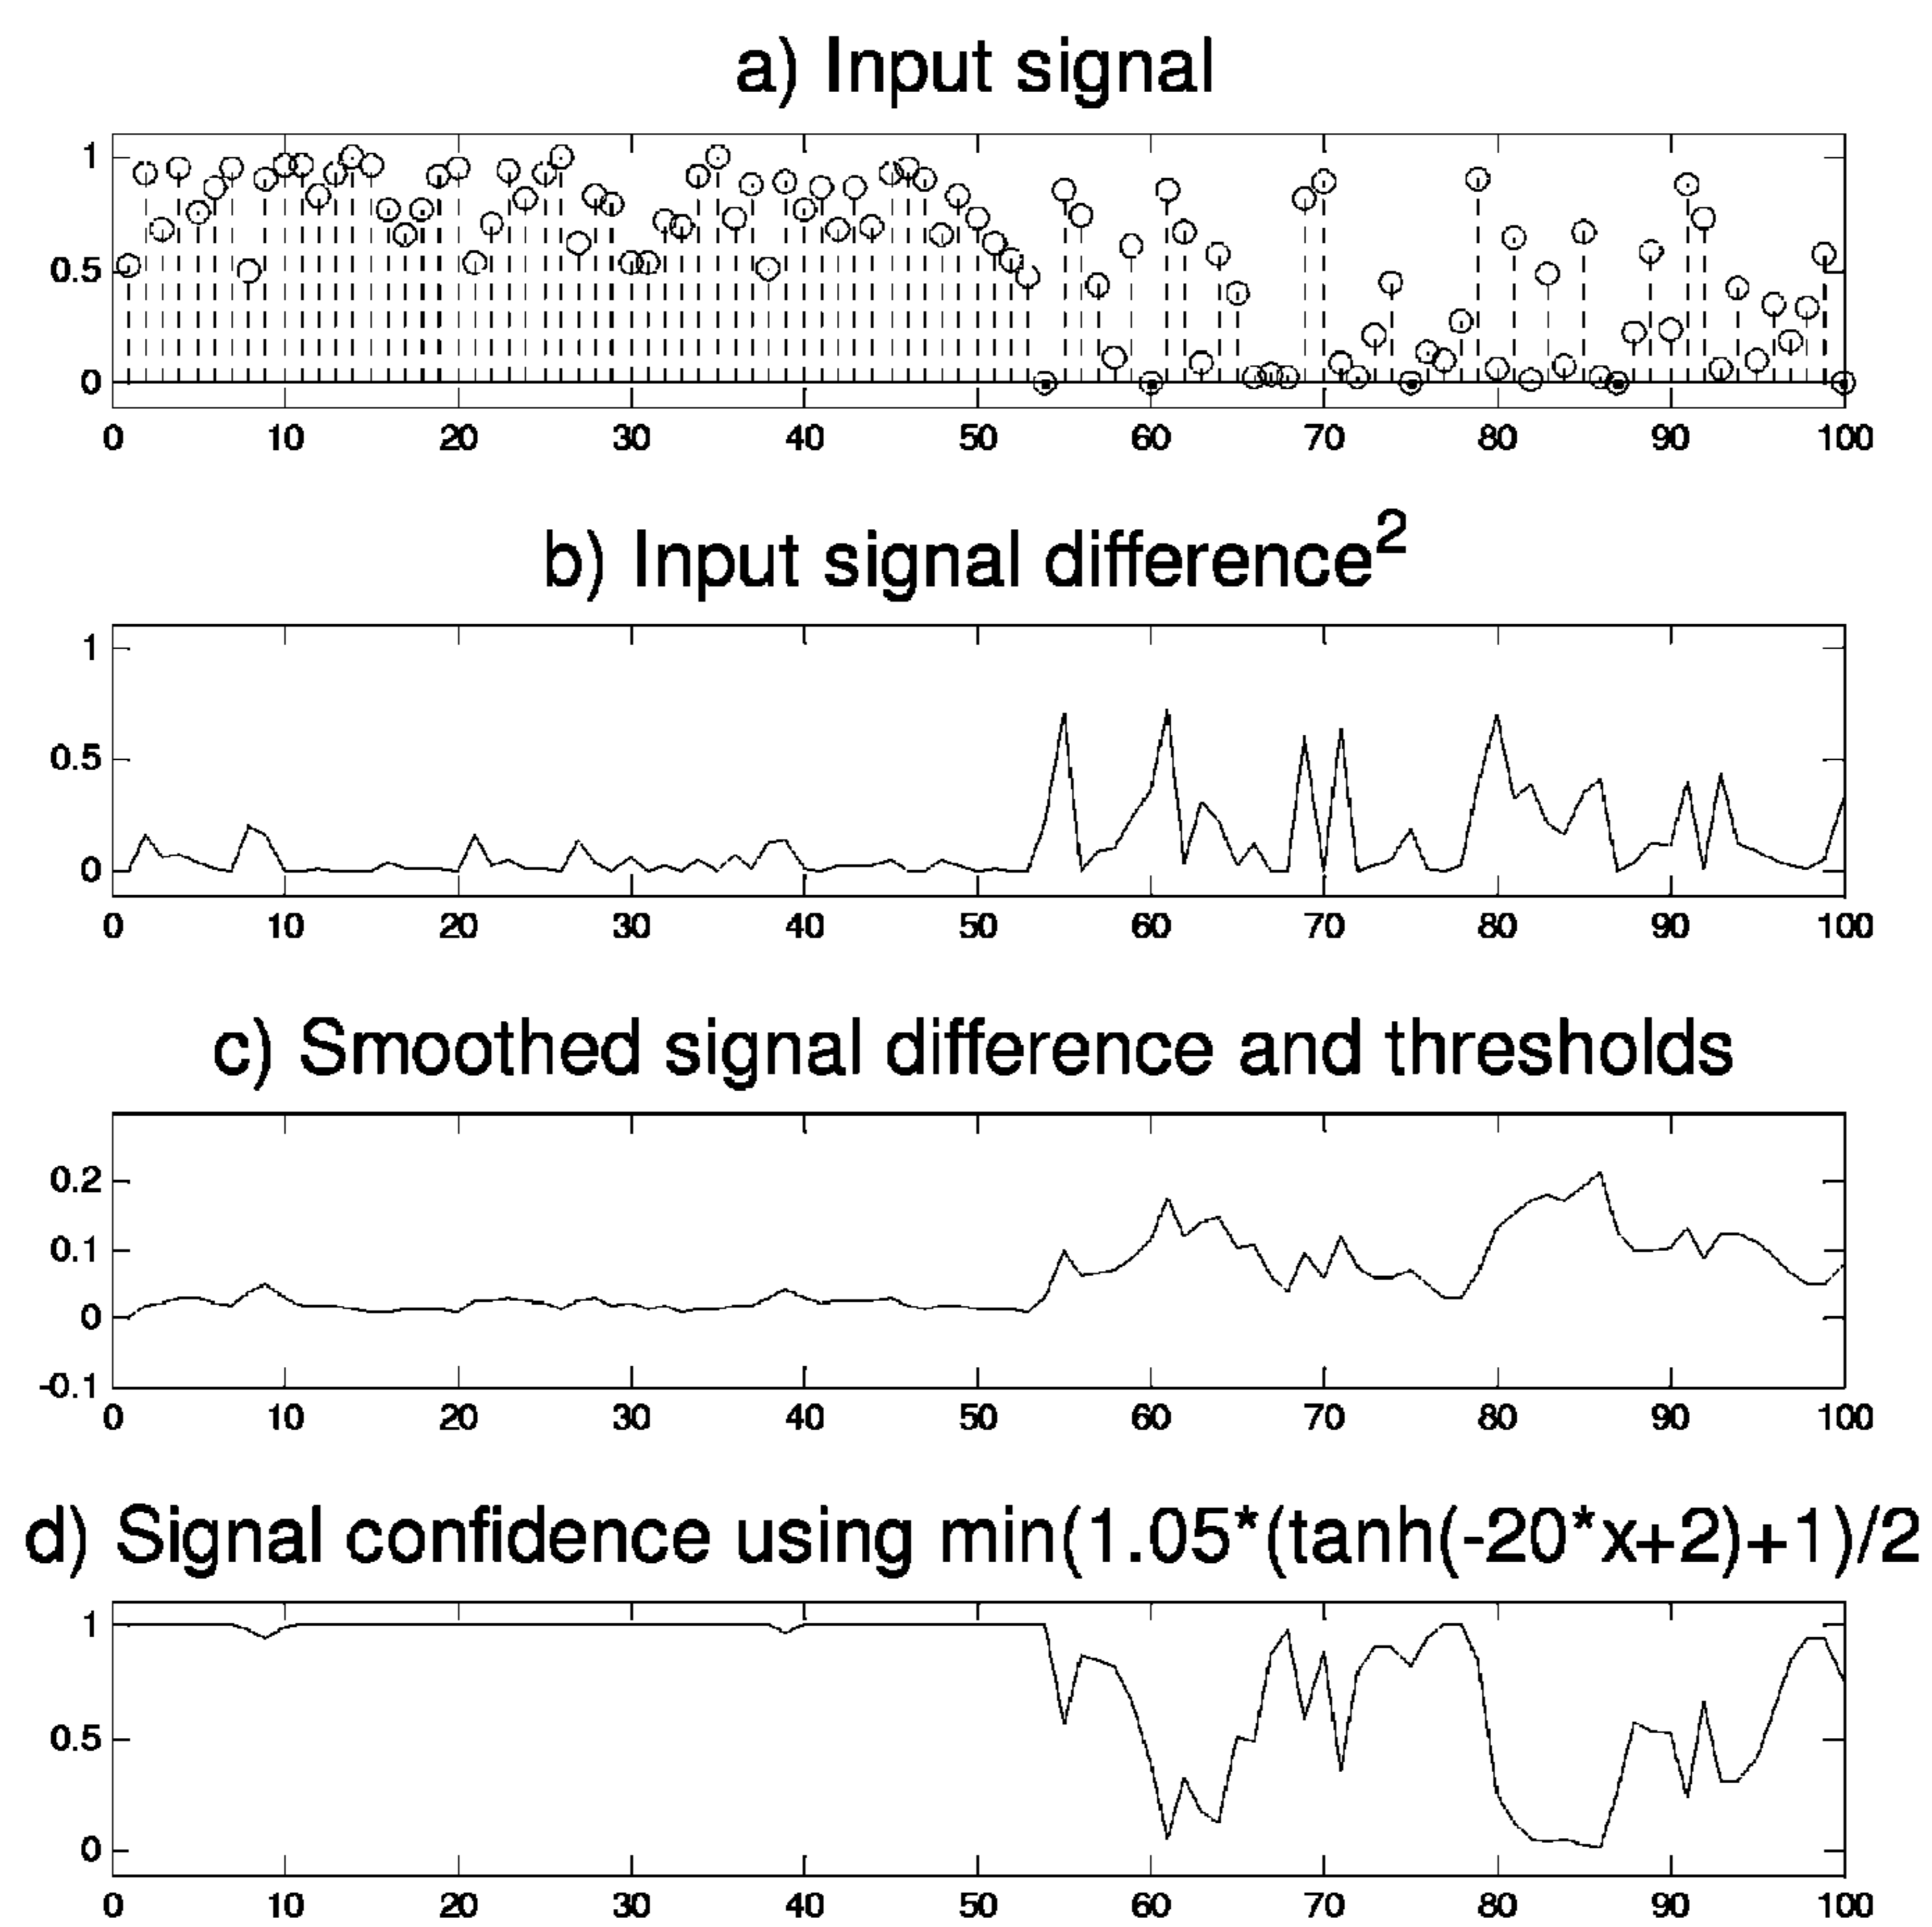 a) Input signal
1
0.5
0
0 10 20 30 40 50 60 70 80 90 100
b) Input signal difference²
1
0.5
0
0 10 20 30 40 50 60 70 80 90 100
c) Smoothed signal difference and thresholds
0.2
0.1
0
-0.1
0 10 20 30 40 50 60 70 80 90 100
d) Signal confidence using min(1.05*(tanh(-20*x+2)+1)/2
1
0.5
0
0 10 20 30 40 50 60 70 80 90 100